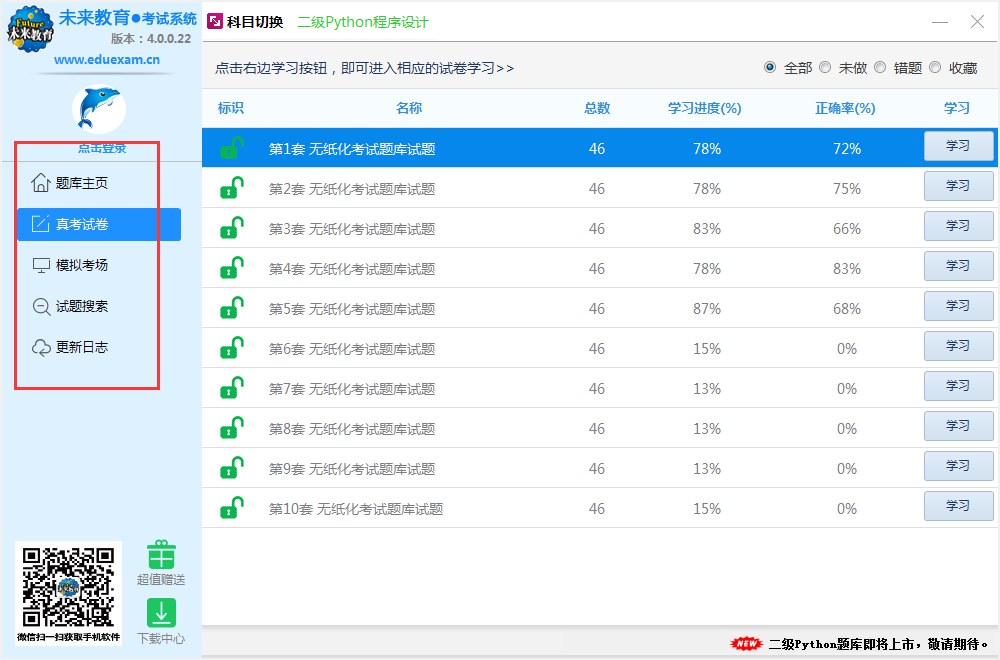 Future
未来教育
未来教育●考试系统
版本：4.0.0.22
www.eduexam.cn
点击登录
题库主页
真考试卷
模拟考场
试题搜索
更新日志
超值赠送
下载中心
微信扫一扫获取手机软件
科目切换 二级Python程序设计
点击右边学习按钮，即可进入相应的试卷学习>> 全部 未做 错题 收藏
标识 名称 总数 学习进度(%) 正确率(%) 学习
第1套 无纸化考试题库试题 46 78% 72% 学习
第2套 无纸化考试题库试题 46 78% 75% 学习
第3套 无纸化考试题库试题 46 83% 66% 学习
第4套 无纸化考试题库试题 46 78% 83% 学习
第5套 无纸化考试题库试题 46 87% 68% 学习
第6套 无纸化考试题库试题 46 15% 0% 学习
第7套 无纸化考试题库试题 46 13% 0% 学习
第8套 无纸化考试题库试题 46 13% 0% 学习
第9套 无纸化考试题库试题 46 13% 0% 学习
第10套 无纸化考试题库试题 46 15% 0% 学习
NEW 二级Python题库即将上市，敬请期待。